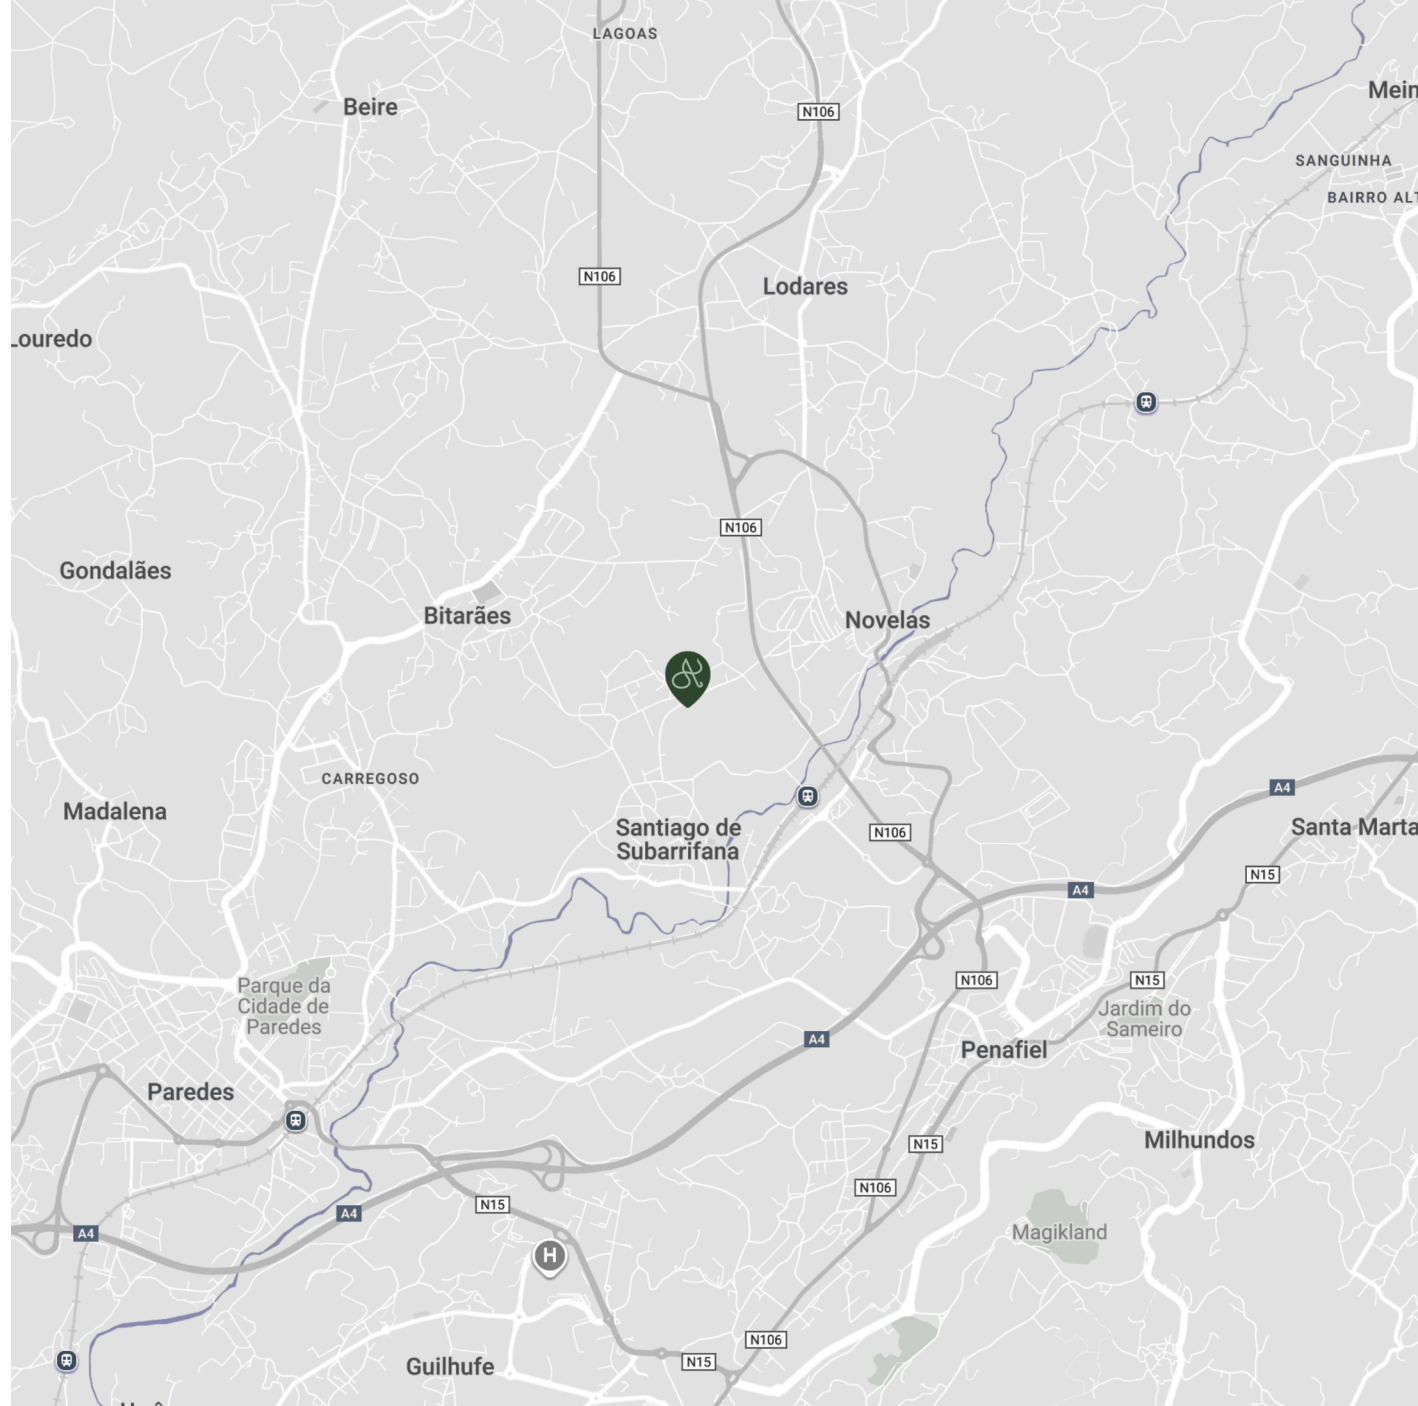 LAGOAS
Beire
Mein
N106
SANGUINHA
BAIRRO ALT
N106
Lodares
Louredo
N106
Gondalães
Bitarães
Novelas
CARREGOSO
A4
Madalena
Santiago de
Subarrifana
N106
Santa Marta
N15
A4
Parque da
Cidade de
Paredes
N106
N15
Jardim do
Sameiro
A4
Penafiel
Paredes
Milhundos
N15
N106
N15
A4
A4
Magikland
H
N106
N15
Guilhufe